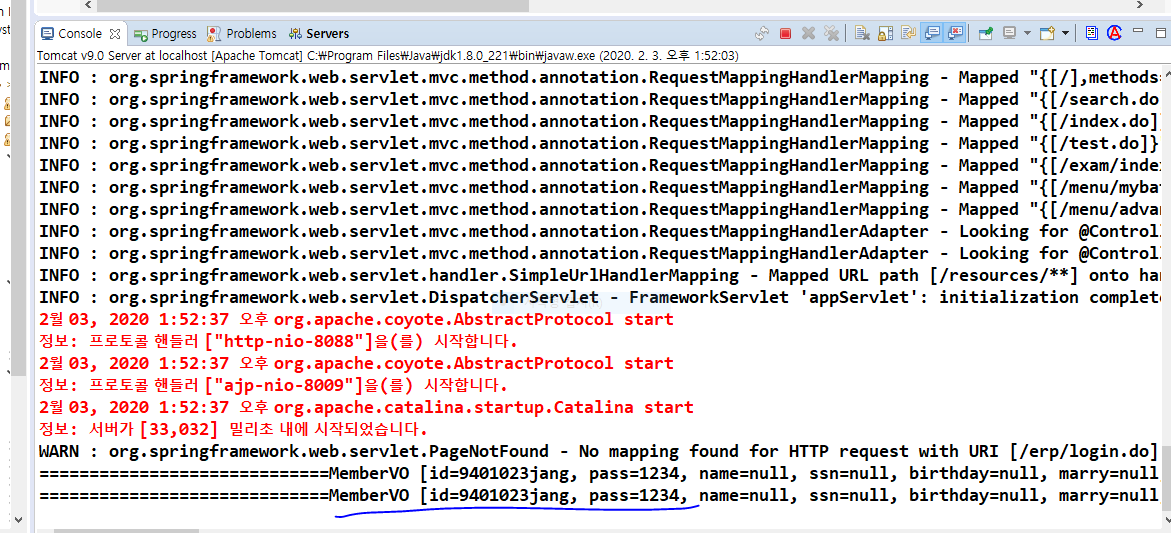 Console Progress Problems Servers
Tomcat v9.0 Server at localhost [Apache Tomcat] C:₩Program Files₩Java₩jdk1.8.0_221₩bin₩javaw.exe (2020. 2. 3. 오후 1:52:03)
INFO : org.springframework.web.servlet.mvc.method.annotation.RequestMappingHandlerMapping - Mapped "{[/],methods=
INFO : org.springframework.web.servlet.mvc.method.annotation.RequestMappingHandlerMapping - Mapped "{[/search.do
INFO : org.springframework.web.servlet.mvc.method.annotation.RequestMappingHandlerMapping - Mapped "{[/index.do]}
INFO : org.springframework.web.servlet.mvc.method.annotation.RequestMappingHandlerMapping - Mapped "{[/test.do]}
INFO : org.springframework.web.servlet.mvc.method.annotation.RequestMappingHandlerMapping - Mapped "{[/exam/inde
INFO : org.springframework.web.servlet.mvc.method.annotation.RequestMappingHandlerMapping - Mapped "{[/menu/mybat
INFO : org.springframework.web.servlet.mvc.method.annotation.RequestMappingHandlerMapping - Mapped "{[/menu/advan
INFO : org.springframework.web.servlet.mvc.method.annotation.RequestMappingHandlerAdapter - Looking for @Controll
INFO : org.springframework.web.servlet.mvc.method.annotation.RequestMappingHandlerAdapter - Looking for @Controll
INFO : org.springframework.web.servlet.handler.SimpleUrlHandlerMapping - Mapped URL path [/resources/**] onto han
INFO : org.springframework.web.servlet.DispatcherServlet - FrameworkServlet 'appServlet': initialization complete
2월 03, 2020 1:52:37 오후 org.apache.coyote.AbstractProtocol start
정보: 프로토콜 핸들러 ["http-nio-8088"]을(를) 시작합니다.
2월 03, 2020 1:52:37 오후 org.apache.coyote.AbstractProtocol start
정보: 프로토콜 핸들러 ["ajp-nio-8009"]을(를) 시작합니다.
2월 03, 2020 1:52:37 오후 org.apache.catalina.startup.Catalina start
정보: 서버가 [33,032] 밀리초 내에 시작되었습니다.
WARN : org.springframework.web.servlet.PageNotFound - No mapping found for HTTP request with URI [/erp/login.do]
=============================MemberVO [id=9401023jang, pass=1234, name=null, ssn=null, birthday=null, marry=null
=============================MemberVO [id=9401023jang, pass=1234, name=null, ssn=null, birthday=null, marry=null